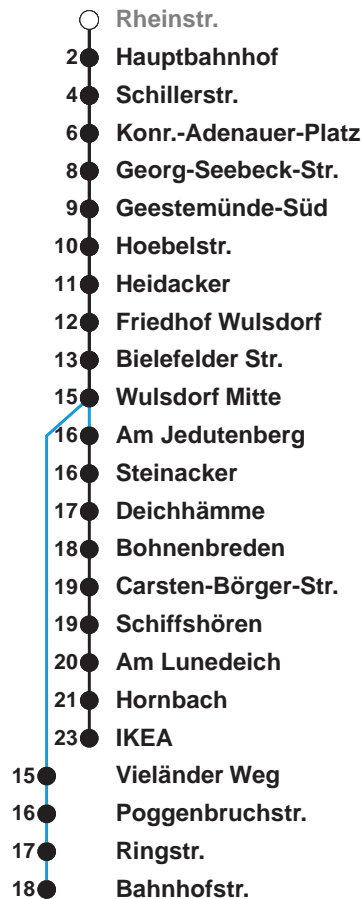 Rheinstr.
2 Hauptbahnhof
4 Schillerstr.
6 Konr.-Adenauer-Platz
8 Georg-Seebeck-Str.
9 Geestemünde-Süd
10 Hoebelstr.
11 Heidacker
12 Friedhof Wulsdorf
13 Bielefelder Str.
15 Wulsdorf Mitte
16 Am Jedutenberg
16 Steinacker
17 Deichhämme
18 Bohnenbreden
19 Carsten-Börger-Str.
19 Schiffshören
20 Am Lunedeich
21 Hornbach
23 IKEA
15 Vieländer Weg
16 Poggenbruchstr.
17 Ringstr.
18 Bahnhofstr.